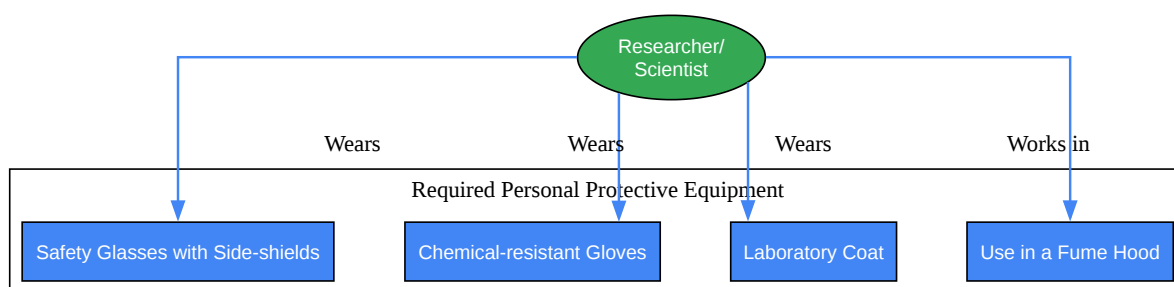 Researcher/
Scientist
Wears
Wears
Wears
Works in
Required Personal Protective Equipment
Safety Glasses with Side-shields
Chemical-resistant Gloves
Laboratory Coat
Use in a Fume Hood